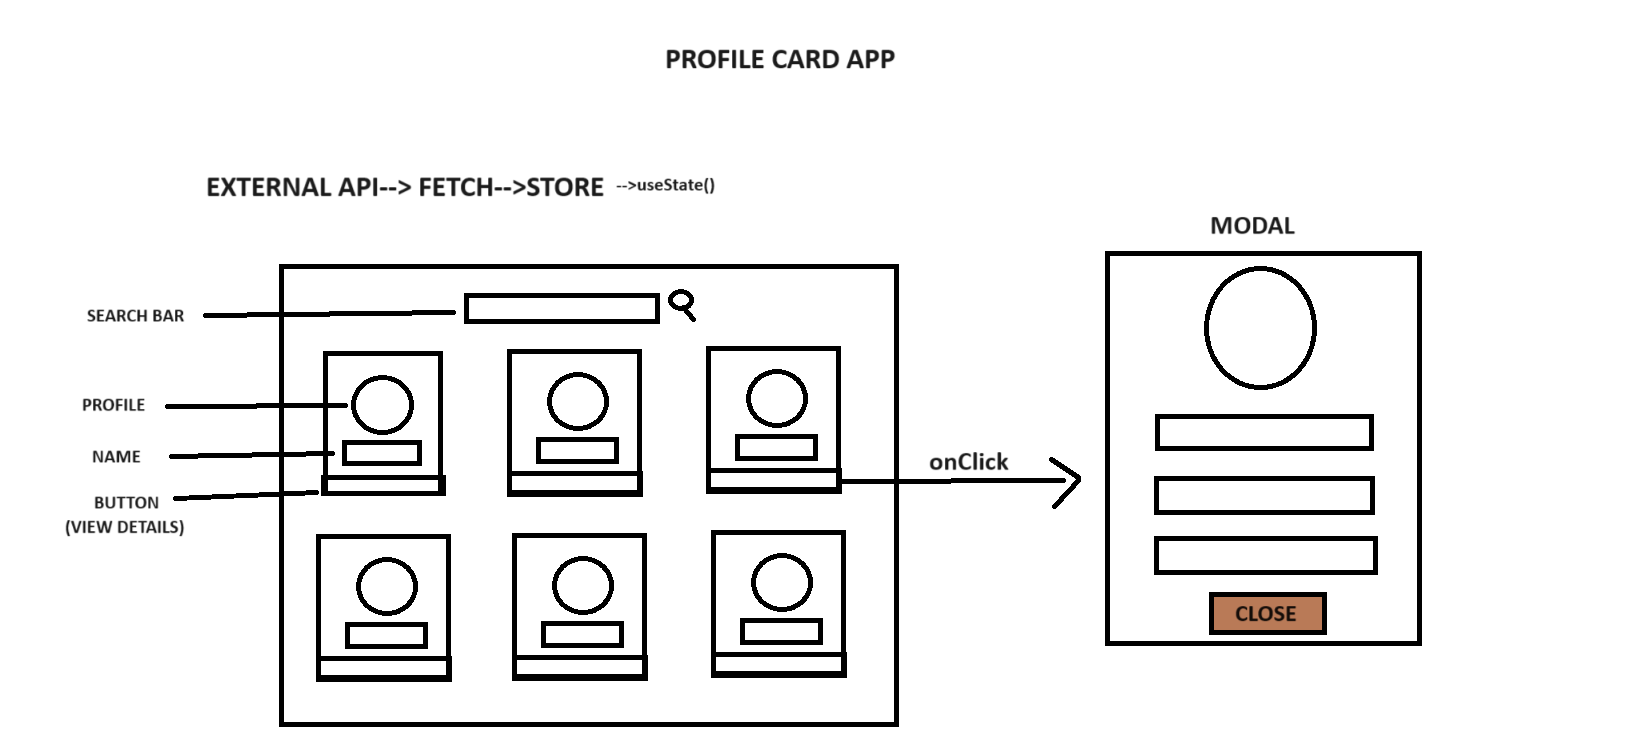 PROFILE CARD APP
EXTERNAL API--> FETCH-->STORE -->useState()
MODAL
SEARCH BAR
PROFILE
NAME
BUTTON
(VIEW DETAILS)
onClick
CLOSE